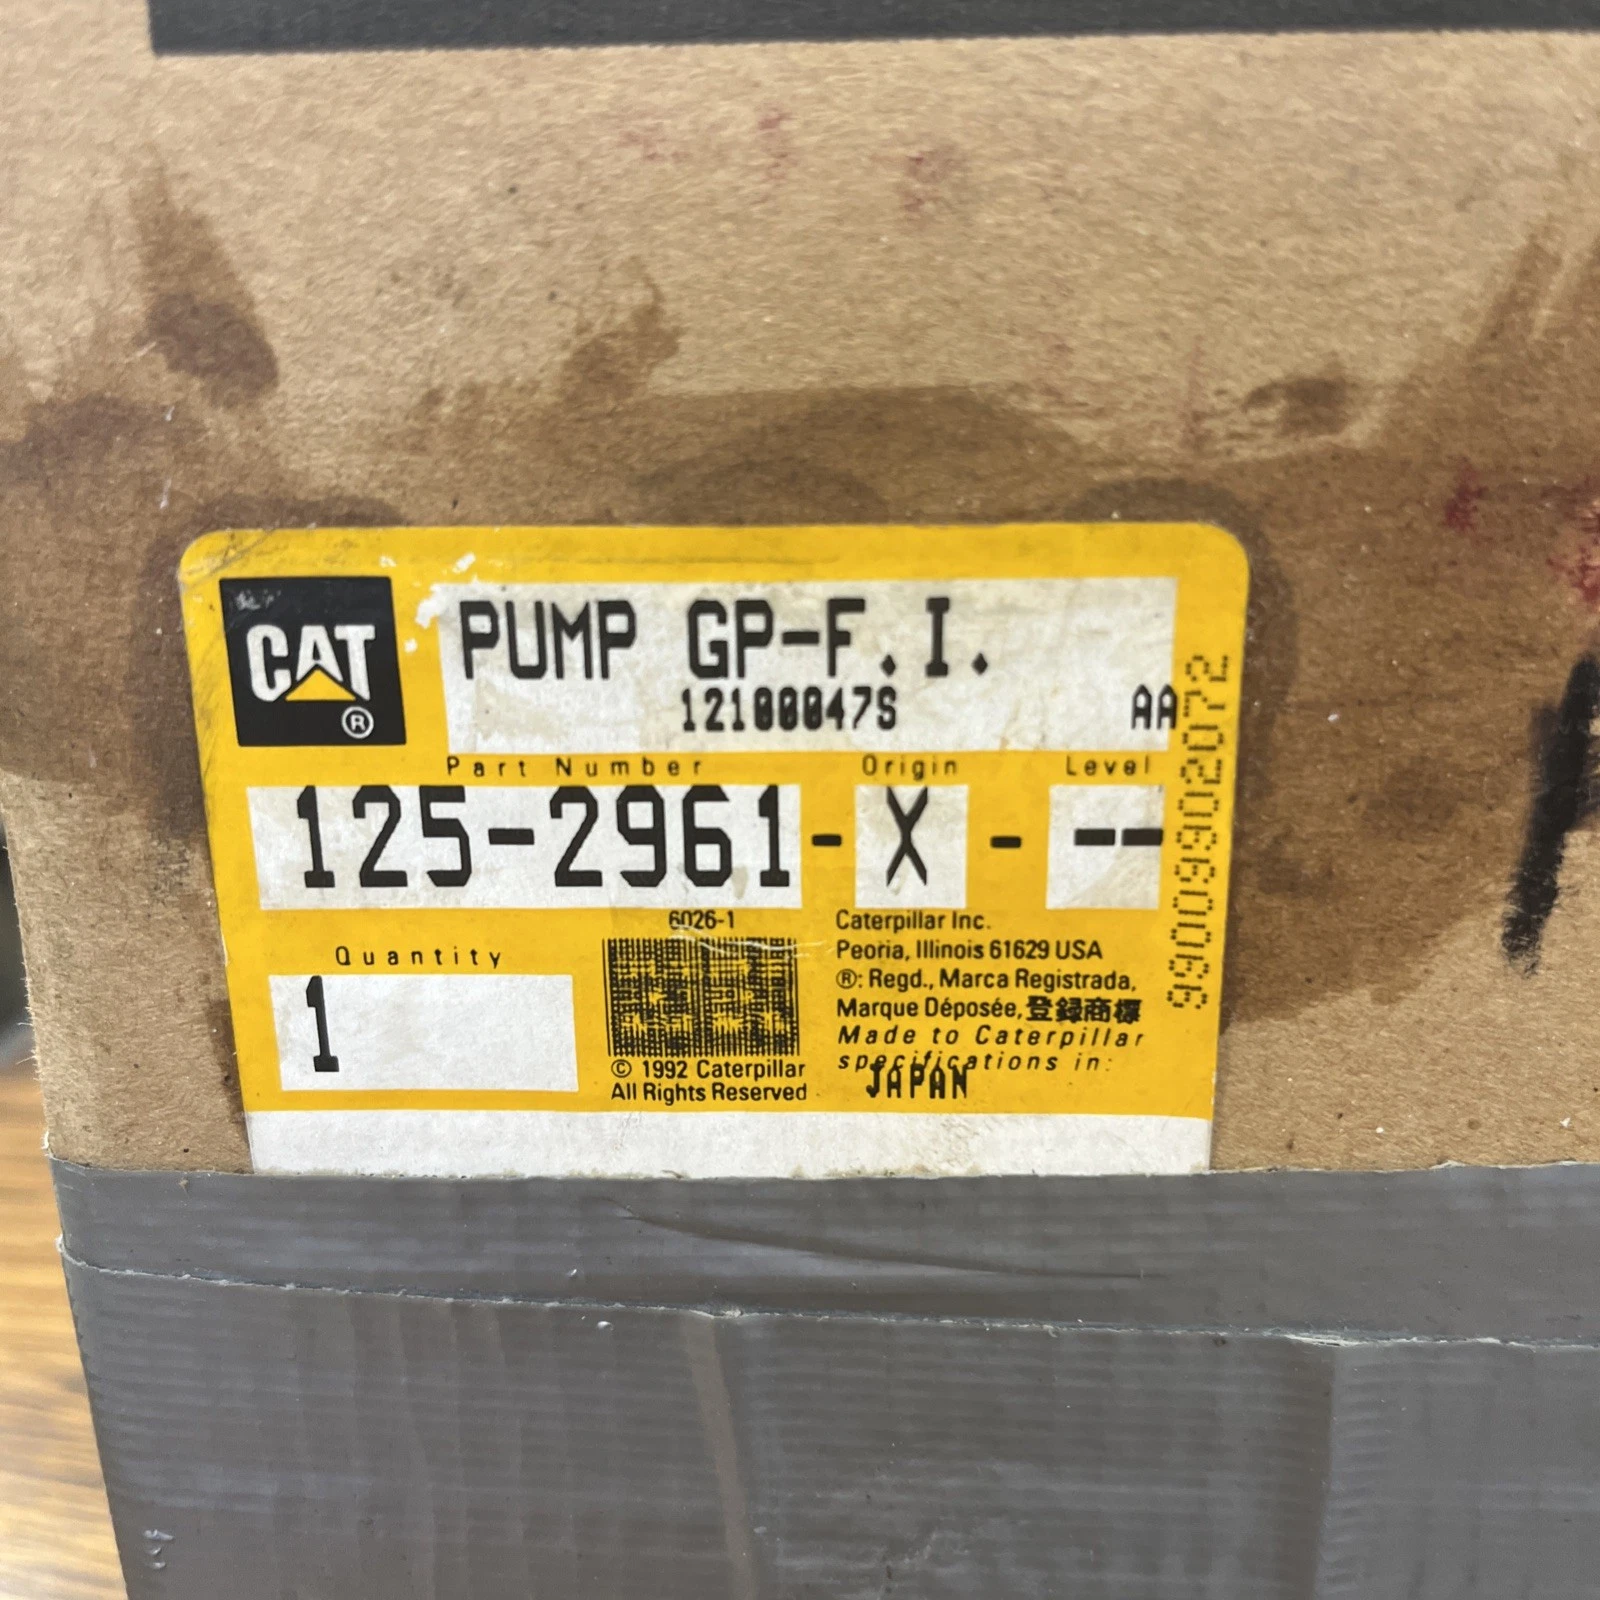 CAT
®
PUMP GP-F.I.
12100047S AA
Part Number Origin Level
125-2961-X---
6026-1
Quantity
1
© 1992 Caterpillar
All Rights Reserved
Caterpillar Inc.
Peoria, Illinois 61629 USA
®: Regd., Marca Registrada,
Marque Déposée, 登録商標
Made to Caterpillar
specifications in:
JAPAN